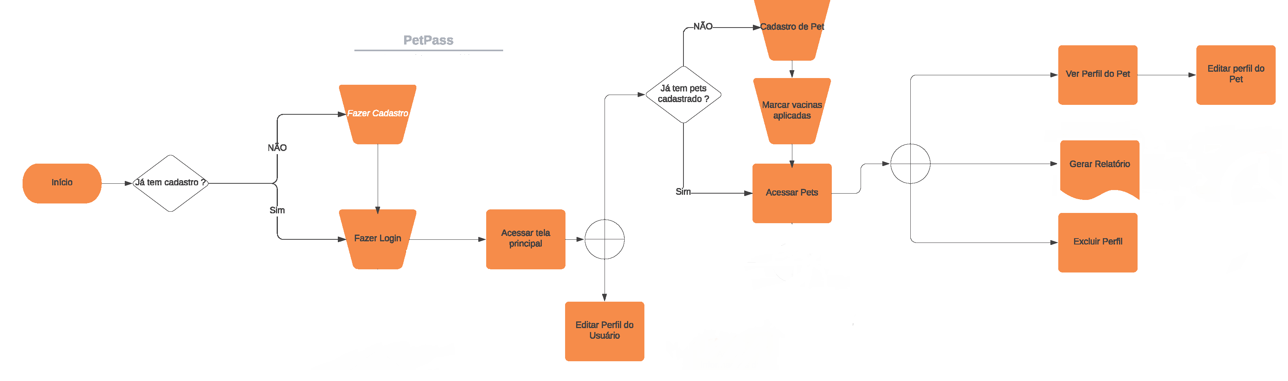 PetPass
Início
Já tem cadastro ?
NÃO
Sim
Fazer Cadastro
Fazer Login
Acessar tela
principal
Editar Perfil do
Usuário
Já tem pets
cadastrado ?
NÃO
Sim
Cadastro de Pet
Marcar vacinas
aplicadas
Acessar Pets
Ver Perfil do Pet
Editar perfil do
Pet
Gerar Relatório
Excluir Perfil